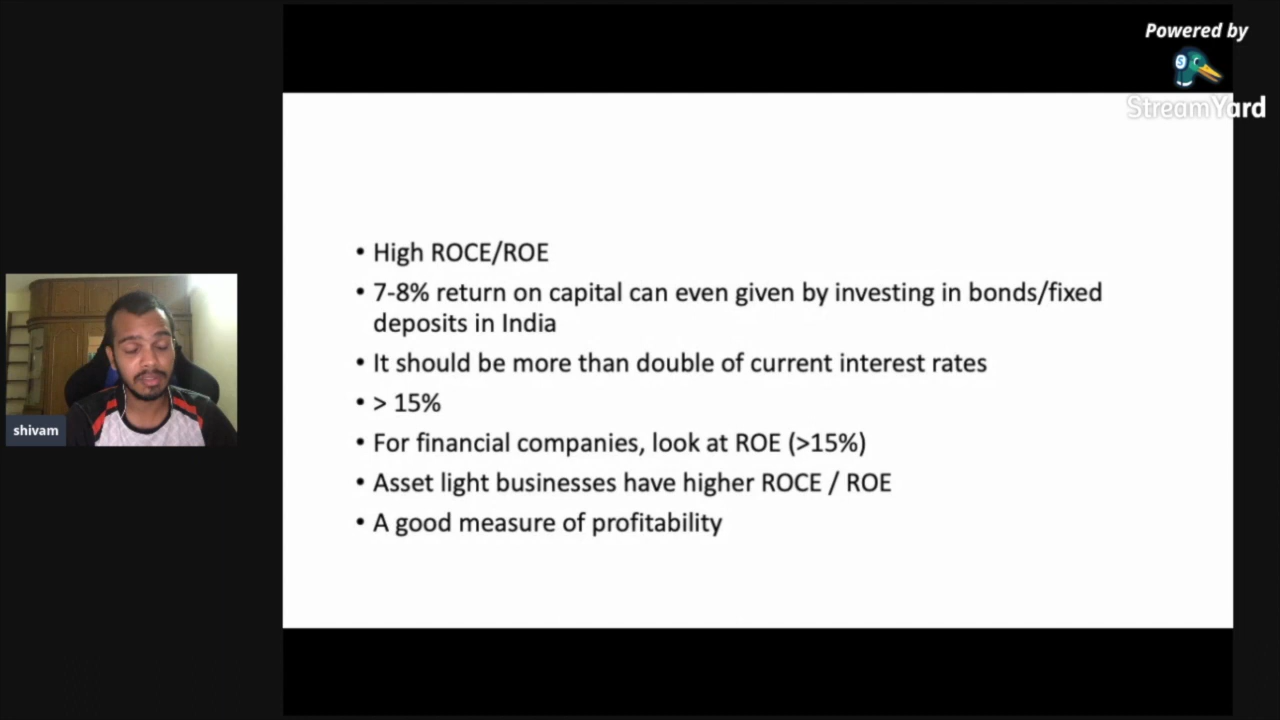 Powered by
StreamYard
• High ROCE/ROE
• 7-8% return on capital can even given by investing in bonds/fixed
deposits in India
• It should be more than double of current interest rates
• > 15%
• For financial companies, look at ROE (>15%)
• Asset light businesses have higher ROCE / ROE
• A good measure of profitability
shivam